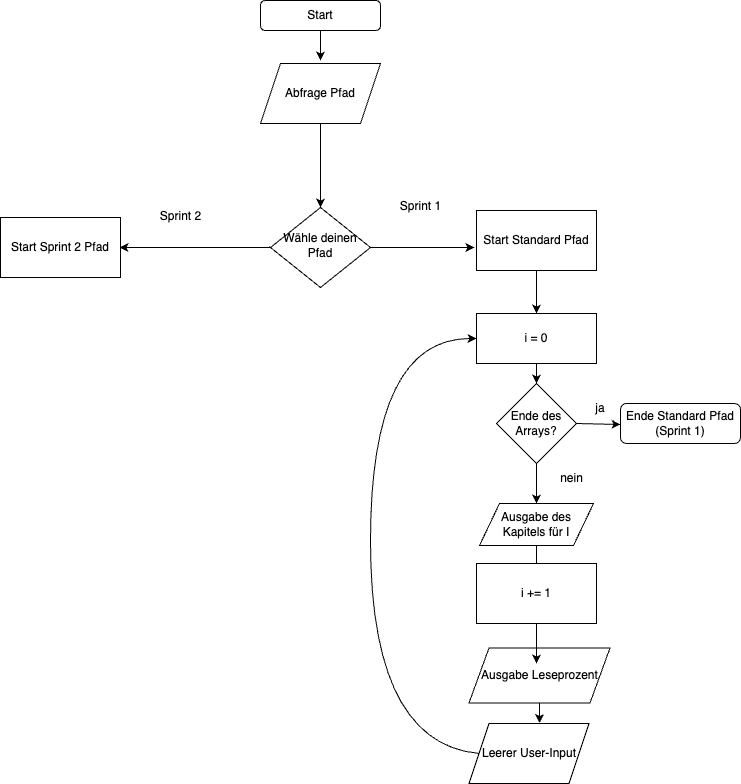 Start
Abfrage Pfad
Sprint 2
Sprint 1
Wähle deinen
Pfad
Start Sprint 2 Pfad
Start Standard Pfad
i = 0
Ende des
Arrays?
ja
Ende Standard Pfad
(Sprint 1)
nein
Ausgabe des
Kapitels für I
i += 1
Ausgabe Leseprozent
Leerer User-Input